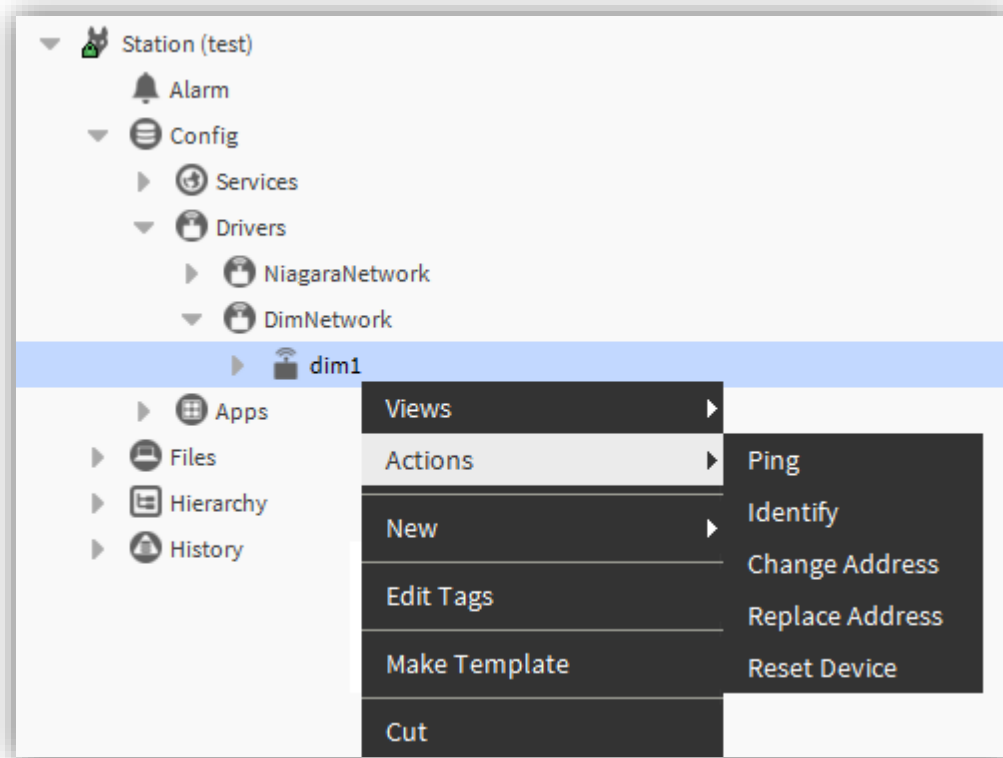 Station (test)
Alarm
Config
Services
Drivers
NiagaraNetwork
DimNetwork
dim1
Apps
Files
Hierarchy
History
Views
Actions
New
Edit Tags
Make Template
Cut
Ping
Identify
Change Address
Replace Address
Reset Device